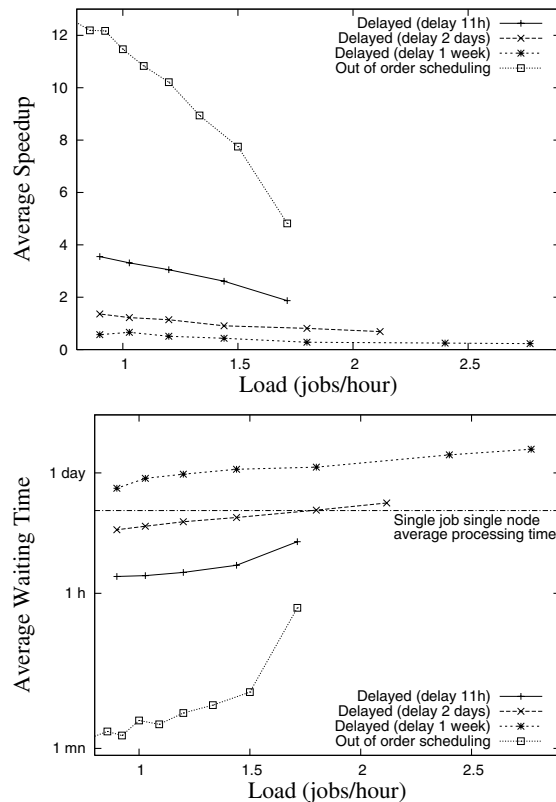 Delayed (delay 11h)
Delayed (delay 2 days)
Delayed (delay 1 week)
Out of order scheduling
12
10
8
6
4
2
0
Average Speedup
1
1.5
2
2.5
Load (jobs/hour)
1 day
1 h
1 mn
Average Waiting Time
Single job single node
average processing time
Delayed (delay 11h)
Delayed (delay 2 days)
Delayed (delay 1 week)
Out of order scheduling
1
1.5
2
2.5
Load (jobs/hour)